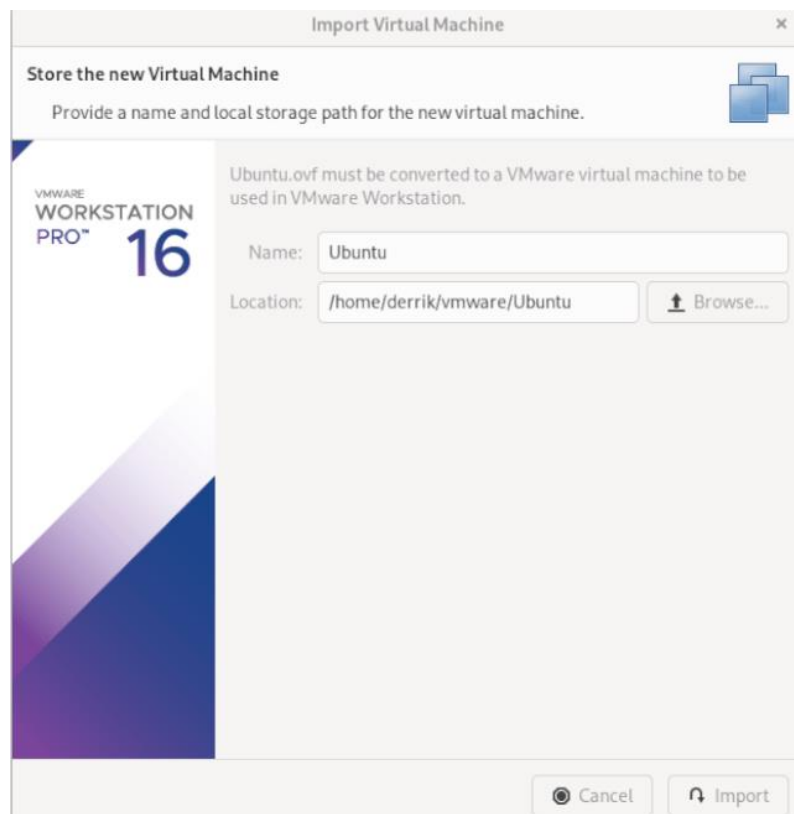 Import Virtual Machine
Store the new Virtual Machine
Provide a name and local storage path for the new virtual machine.
VMWARE
WORKSTATION
PRO™ 16
Ubuntu.ovf must be converted to a VMware virtual machine to be
used in VMware Workstation.
Name: Ubuntu
Location: /home/derrik/vmware/Ubuntu Browse...
Cancel Import